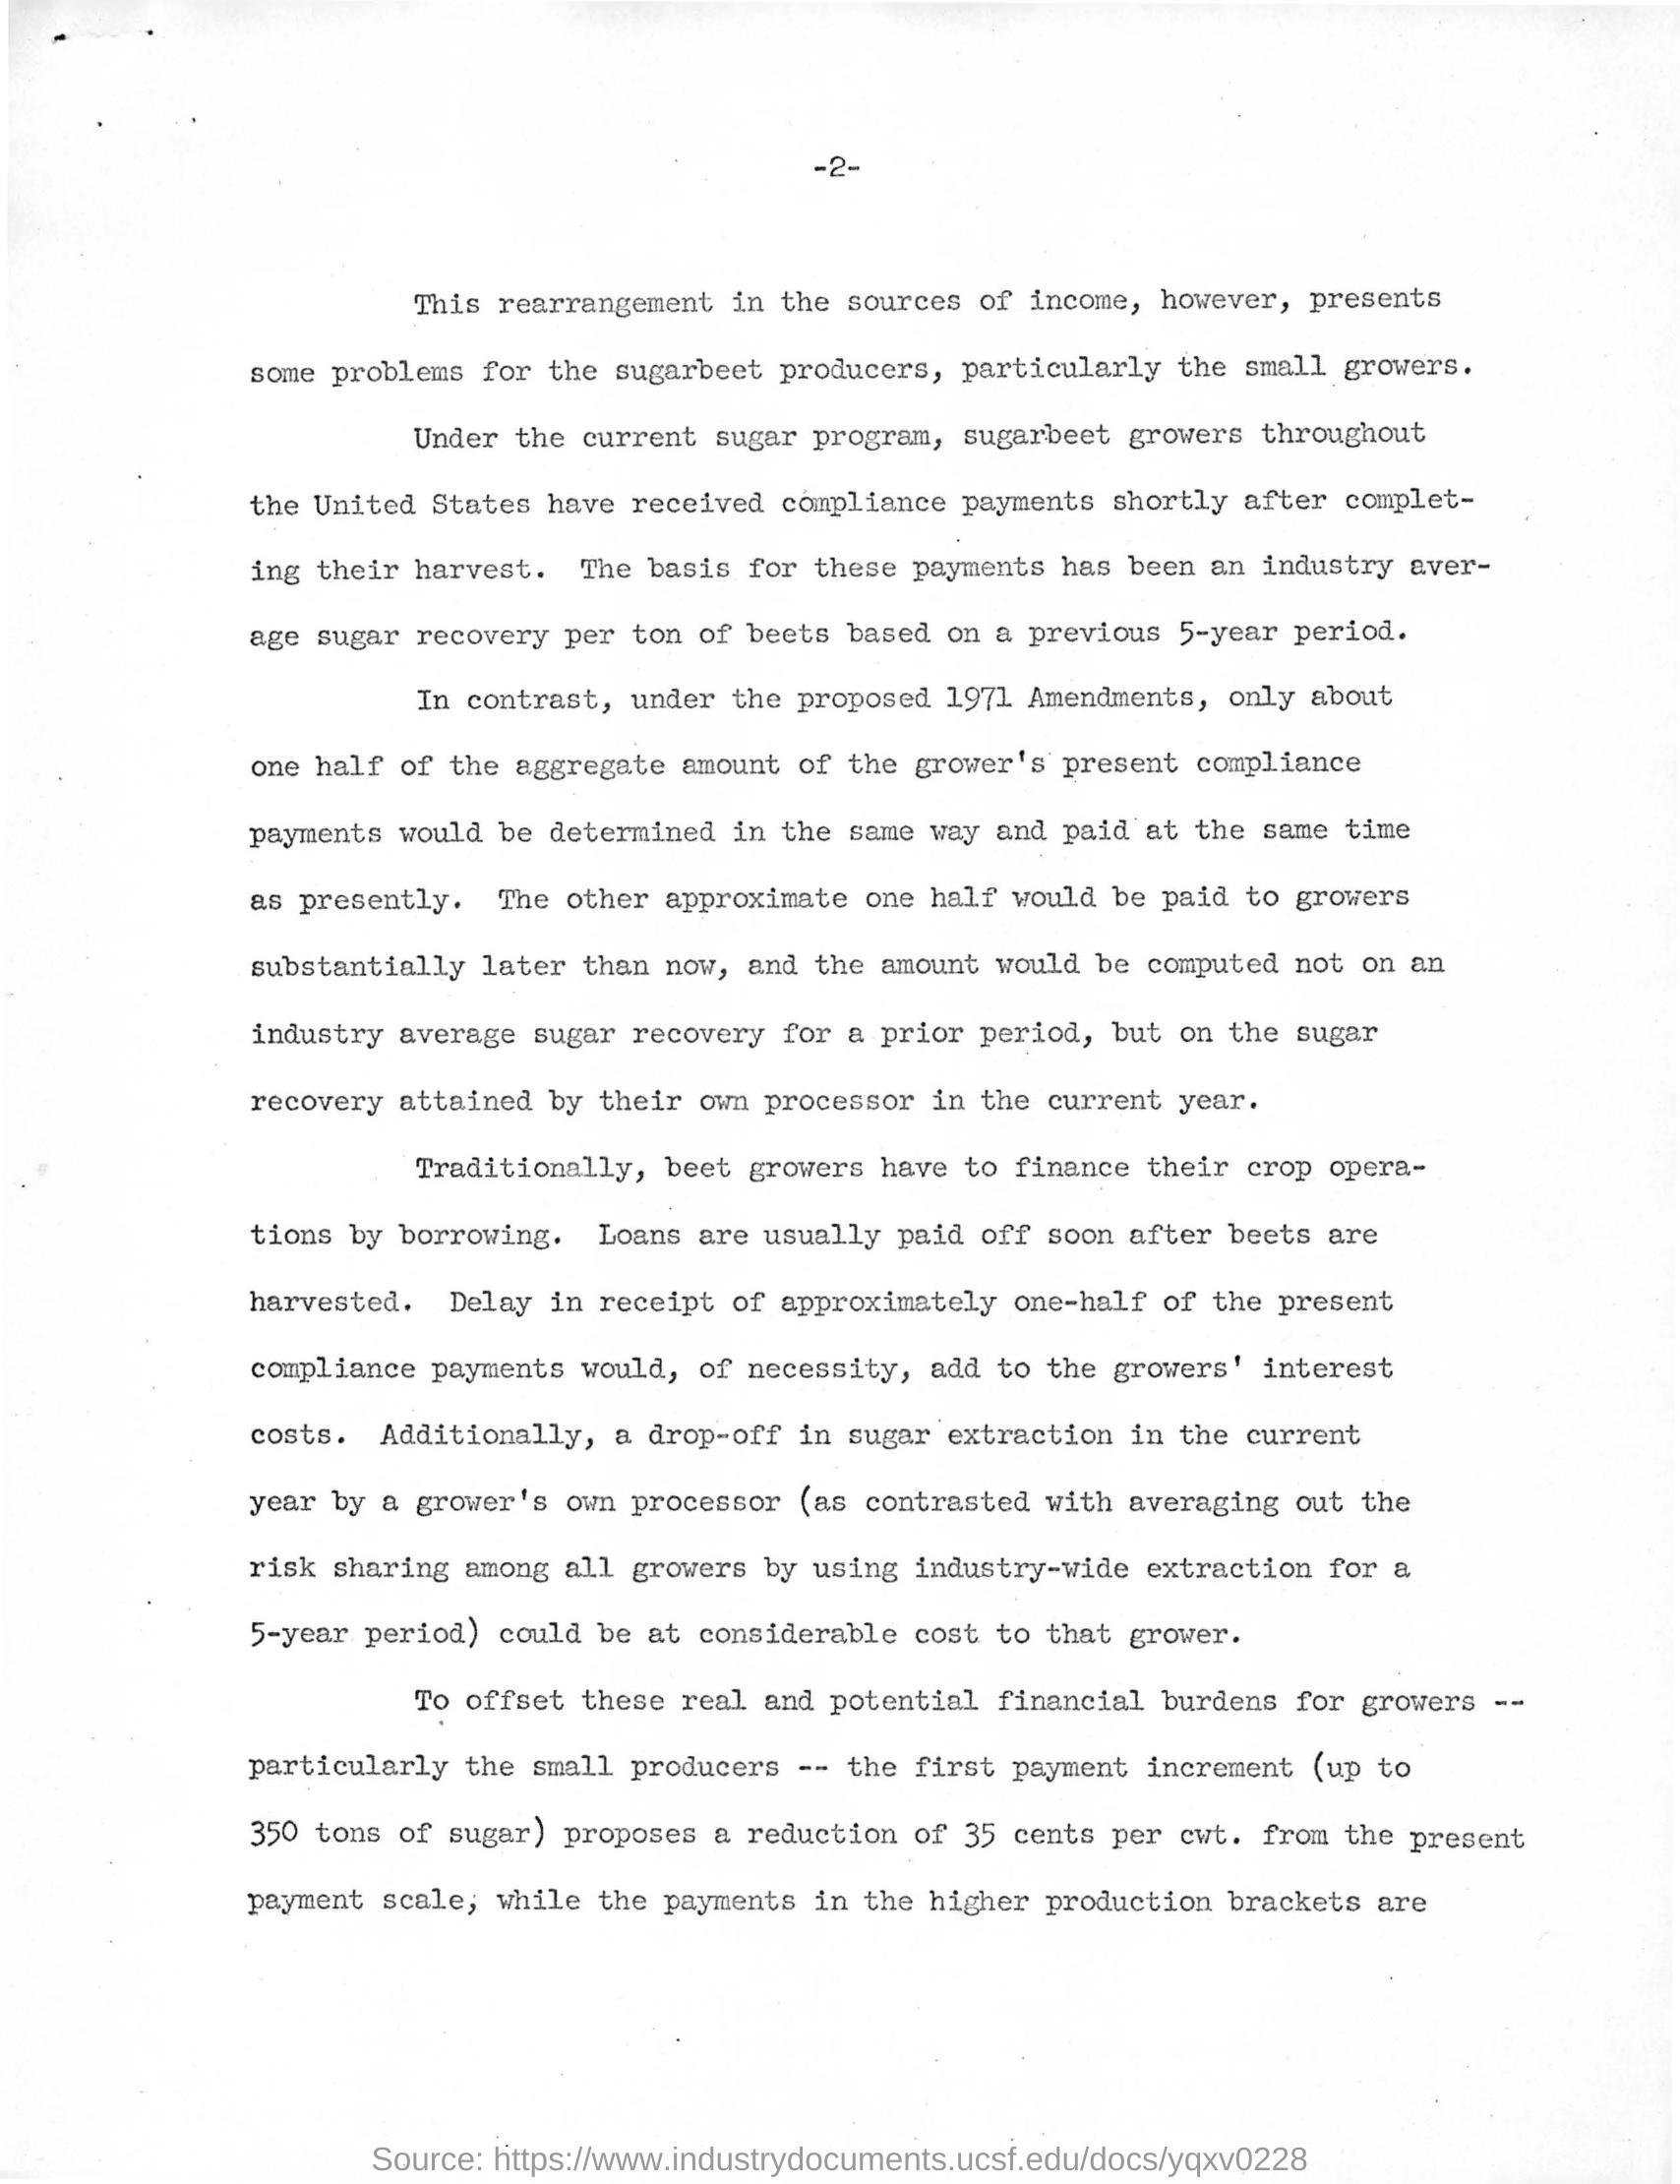 -2-
This rearrangement in the sources of income, however, presents
some problems for the sugarbeet producers, particularly the small growers.
Under the current sugar program, sugarbeet growers throughout
the United States have received compliance payments shortly after complet-
ing their harvest. The basis for these payments has been an industry aver-
age sugar recovery per ton of beets based on a previous 5-year period.
In contrast, under the proposed 1971 Amendments, only about
one half of the aggregate amount of the grower's present compliance
payments would be determined in the same way and paid at the same time
as presently. The other approximate one half would be paid to growers
substantially later than now, and the amount would be computed not on an
industry average sugar recovery for a prior period, but on the sugar
recovery attained by their own processor in the current year.
Traditionally, beet growers have to finance their crop opera-
tions by borrowing. Loans are usually paid off soon after beets are
harvested. Delay in receipt of approximately one-half of the present
compliance payments would, of necessity, add to the growers' interest
costs. Additionally, a drop-off in sugar extraction in the current
year by a grower's own processor (as contrasted with averaging out the
risk sharing among all growers by using industry-wide extraction for a
5-year period) could be at considerable cost to that grower.
To offset these real and potential financial burdens for growers --
particularly the small producers -- the first payment increment (up to
350 tons of sugar) proposes a reduction of 35 cents per cwt. from the present
payment scale, while the payments in the higher production brackets are
Source: https://www.industrydocuments.ucsf.edu/docs/yqxv0228